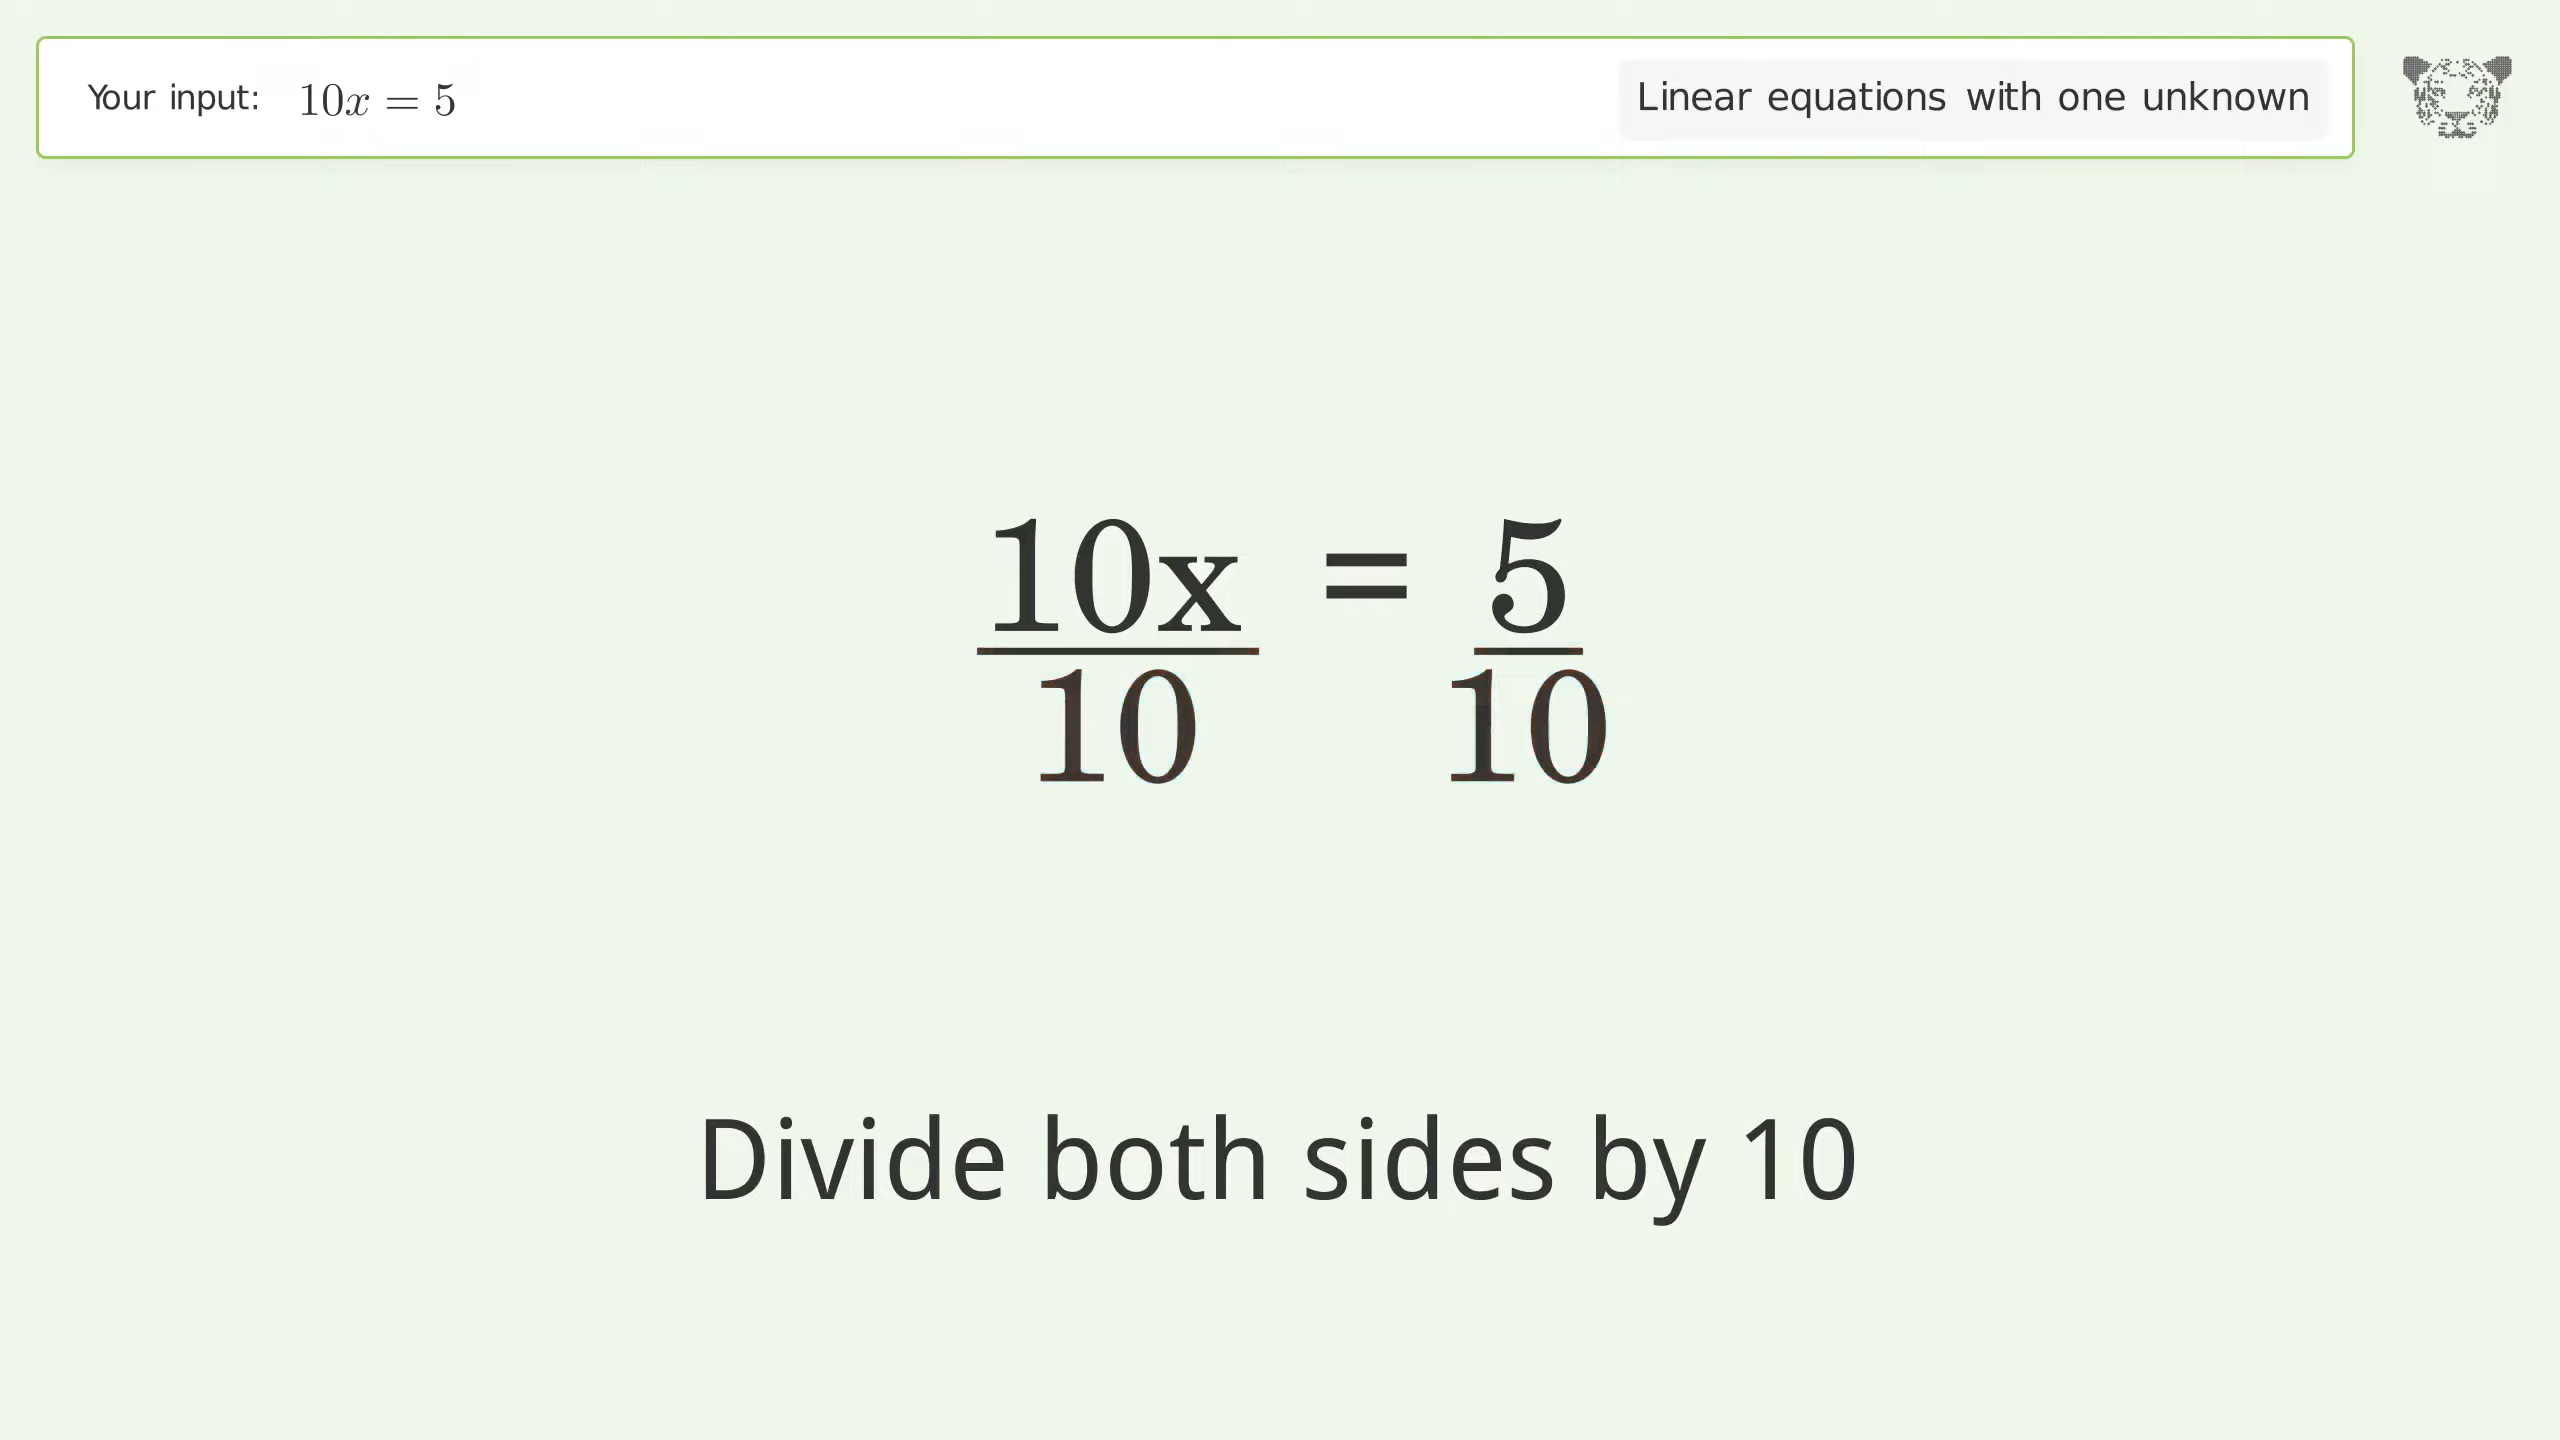 Your input: 10x = 5
Linear equations with one unknown
10x = 5
10 10
Divide both sides by 10